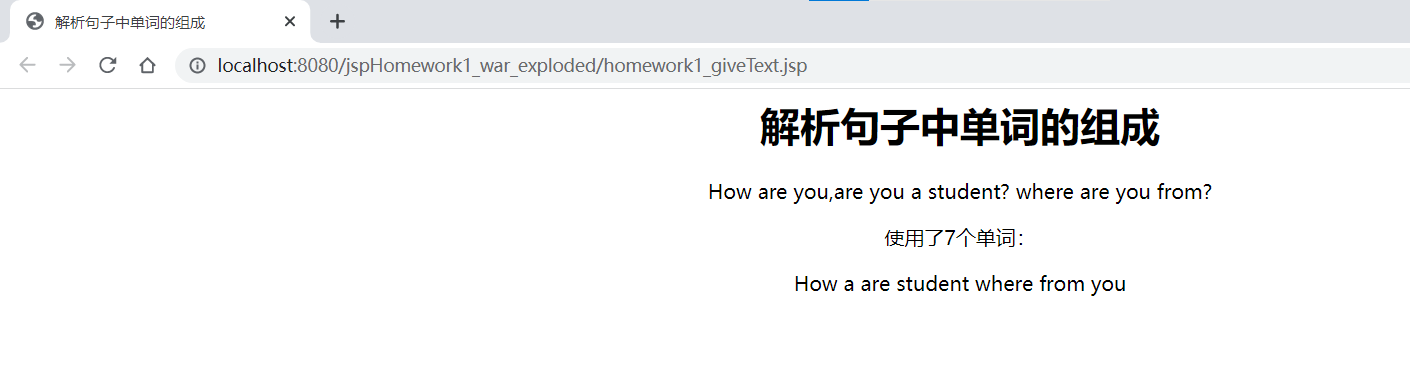 解析句子中单词的组成
localhost:8080/jspHomework1_war_exploded/homework1_giveText.jsp
解析句子中单词的组成
How are you,are you a student? where are you from?
使用了7个单词：
How a are student where from you